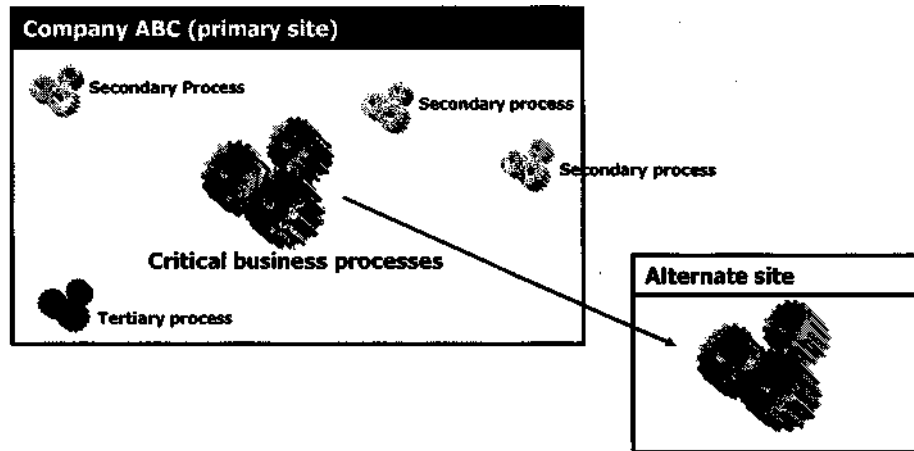 Company ABC (primary site)
Secondary Process
Secondary process
Secondary process
Critical business processes
Tertiary process
Alternate site